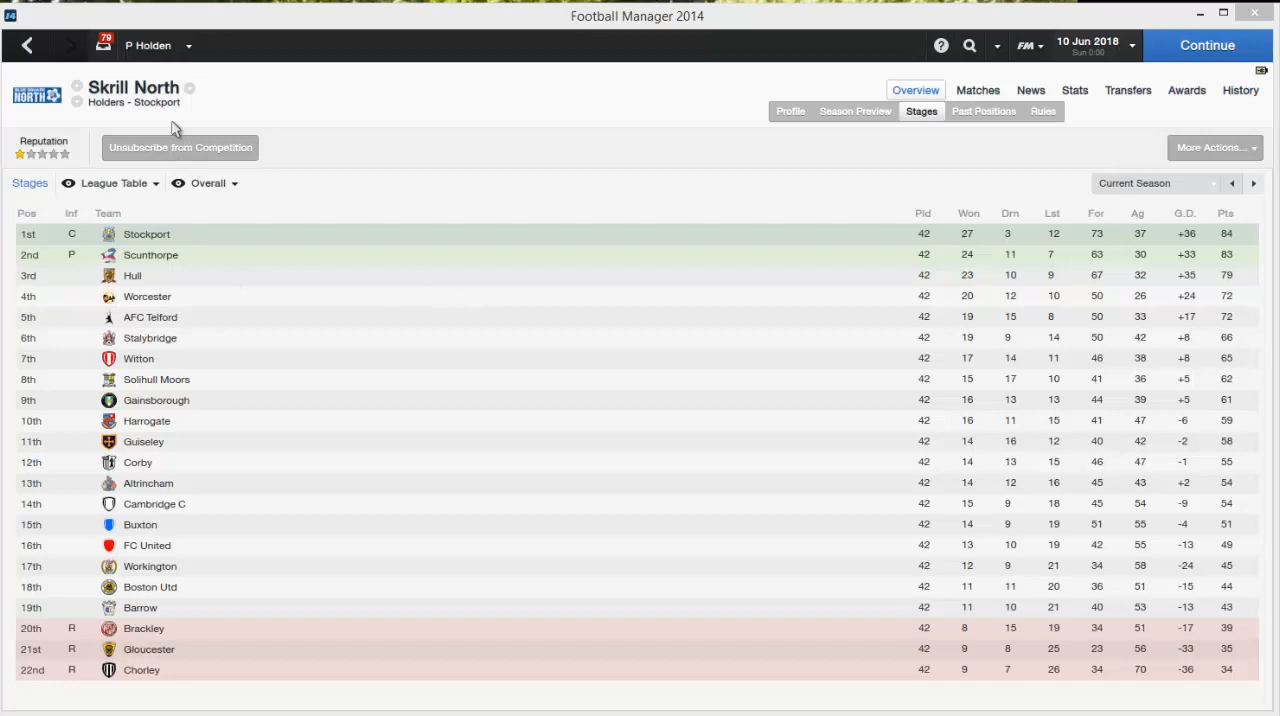 14 Football Manager 2014
79 P Holden FM 10 Jun 2018 Continue
Sun 0:00
NORTH Skrill North Overview Matches News Stats Transfers Awards History
Holders - Stockport Profile Season Preview Stages Past Positions Rules
Reputation Unsubscribe from Competition More Actions...
Stages League Table Overall Current Season
Pos Inf Team Pld Won Drn Lst For Ag G.D. Pts
1st C Stockport 42 27 3 12 73 37 +36 84
2nd P Scunthorpe 42 24 11 7 63 30 +33 83
3rd Hull 42 23 10 9 67 32 +35 79
4th Worcester 42 20 12 10 50 26 +24 72
5th AFC Telford 42 19 15 8 50 33 +17 72
6th Stalybridge 42 19 9 14 50 42 +8 66
7th Witton 42 17 14 11 46 38 +8 65
8th Solihull Moors 42 15 17 10 41 36 +5 62
9th Gainsborough 42 16 13 13 44 39 +5 61
10th Harrogate 42 16 11 15 41 47 -6 59
11th Guiseley 42 14 16 12 40 42 -2 58
12th Corby 42 14 13 15 46 47 -1 55
13th Altrincham 42 14 12 16 45 43 +2 54
14th Cambridge C 42 15 9 18 45 54 -9 54
15th Buxton 42 14 9 19 51 55 -4 51
16th FC United 42 13 10 19 42 55 -13 49
17th Workington 42 12 9 21 34 58 -24 45
18th Boston Utd 42 11 11 20 36 51 -15 44
19th Barrow 42 11 10 21 40 53 -13 43
20th R Brackley 42 8 15 19 34 51 -17 39
21st R Gloucester 42 9 8 25 23 56 -33 35
22nd R Chorley 42 9 7 26 34 70 -36 34